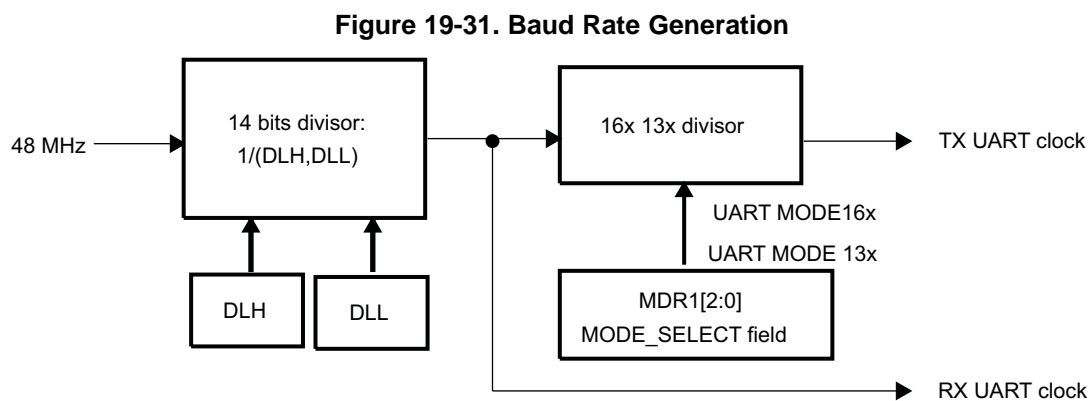 Figure 19-31. Baud Rate Generation
14 bits divisor:
1/(DLH,DLL)
16x 13x divisor
48 MHz
TX UART clock
UART MODE16x
UART MODE 13x
DLH
DLL
MDR1[2:0]
MODE_SELECT field
RX UART clock